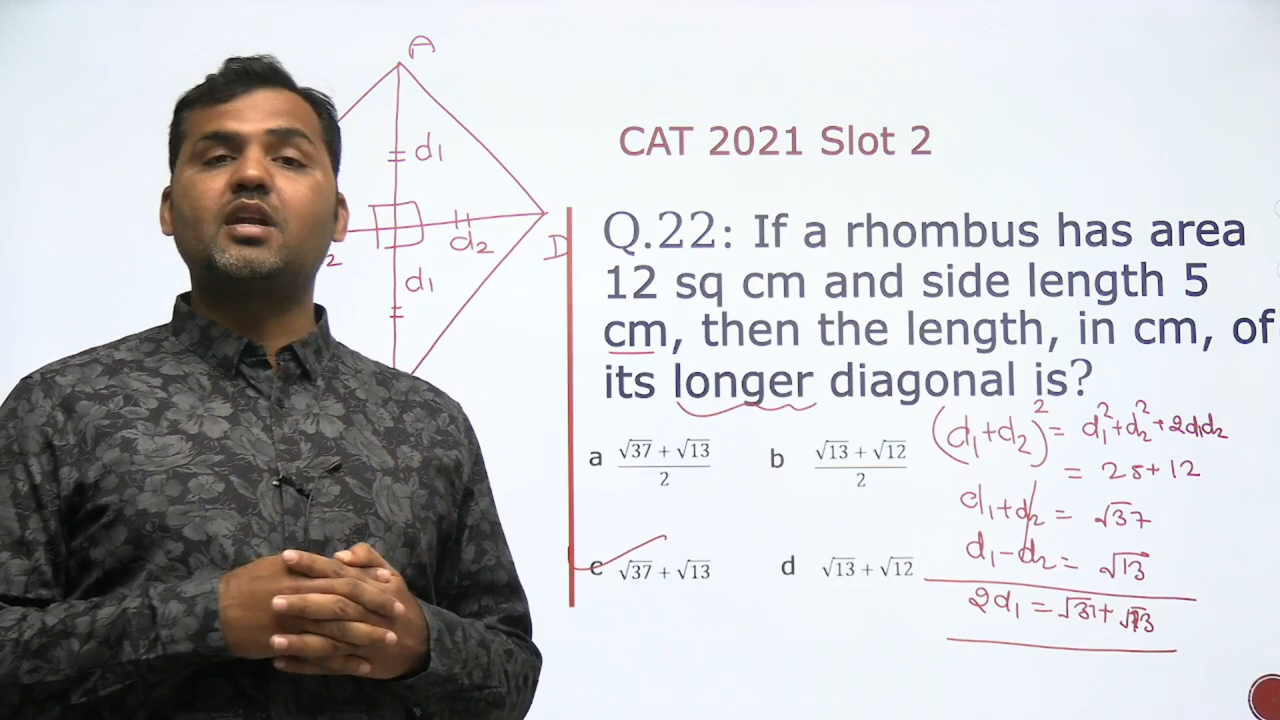 A
d1
d2
D
2
d1
CAT 2021 Slot 2
Q.22: If a rhombus has area
12 sq cm and side length 5
cm, then the length, in cm, of
its longer diagonal is?
a (√37 + √13)/2
b (√13 + √12)/2
c √37 + √13
d √13 + √12
(d1+d2)² = d1²+d2²+2d1d2
= 25+12
d1+d2 = √37
d1-d2 = √13
2d1 = √37+√13